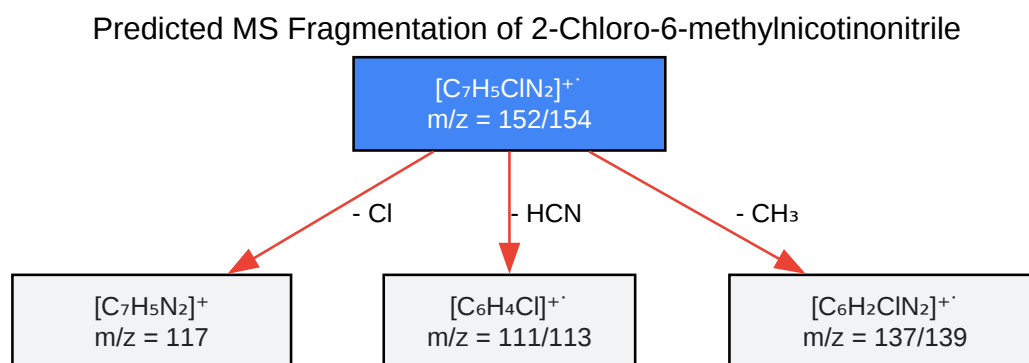 Predicted MS Fragmentation of 2-Chloro-6-methylnicotinonitrile
[C₇H₅ClN₂]⁺˙
m/z = 152/154
- Cl
- HCN
- CH₃
[C₇H₅N₂]⁺
m/z = 117
[C₆H₄Cl]⁺˙
m/z = 111/113
[C₆H₂ClN₂]⁺˙
m/z = 137/139